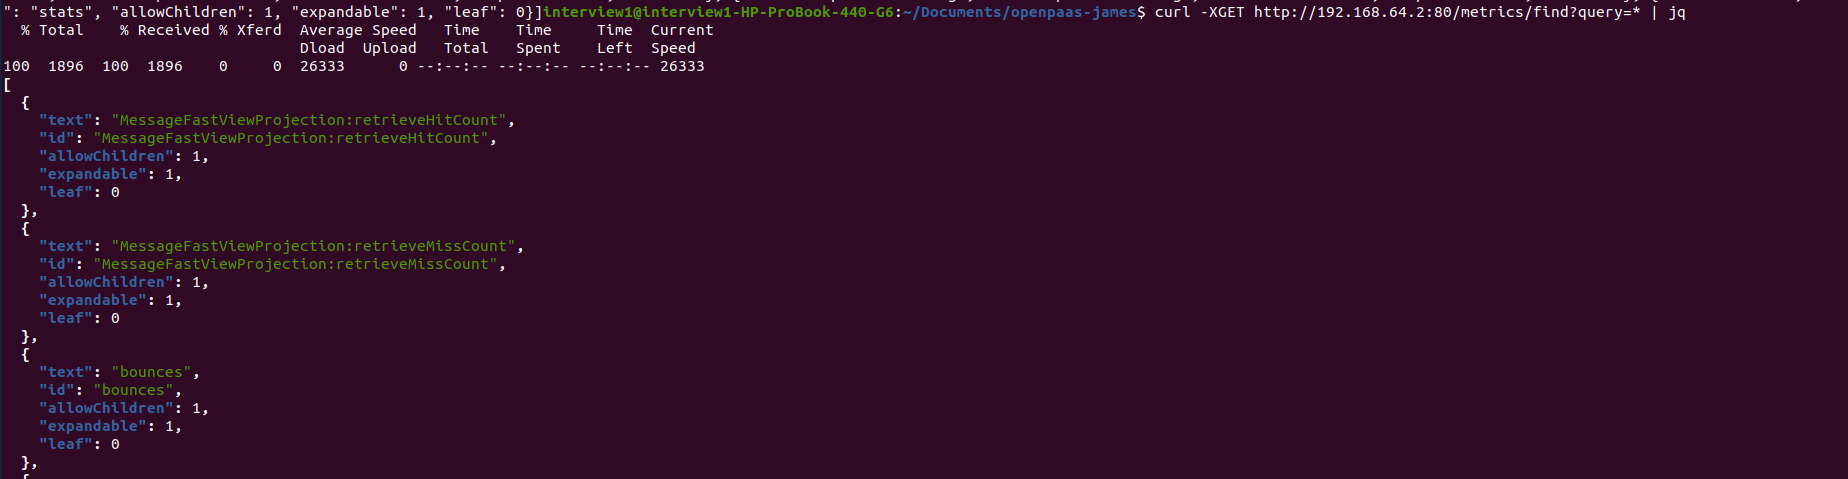 ": "stats", "allowChildren": 1, "expandable": 1, "leaf": 0}]interview1@interview1-HP-ProBook-440-G6:~/Documents/openpaas-james$ curl -XGET http://192.168.64.2:80/metrics/find?query=* | jq
  % Total    % Received % Xferd  Average Speed   Time    Time     Time  Current
                                 Dload  Upload   Total   Spent    Left  Speed
100  1896  100  1896    0     0  26333      0 --:--:-- --:--:-- --:--:-- 26333
[
  {
    "text": "MessageFastViewProjection:retrieveHitCount",
    "id": "MessageFastViewProjection:retrieveHitCount",
    "allowChildren": 1,
    "expandable": 1,
    "leaf": 0
  },
  {
    "text": "MessageFastViewProjection:retrieveMissCount",
    "id": "MessageFastViewProjection:retrieveMissCount",
    "allowChildren": 1,
    "expandable": 1,
    "leaf": 0
  },
  {
    "text": "bounces",
    "id": "bounces",
    "allowChildren": 1,
    "expandable": 1,
    "leaf": 0
  },